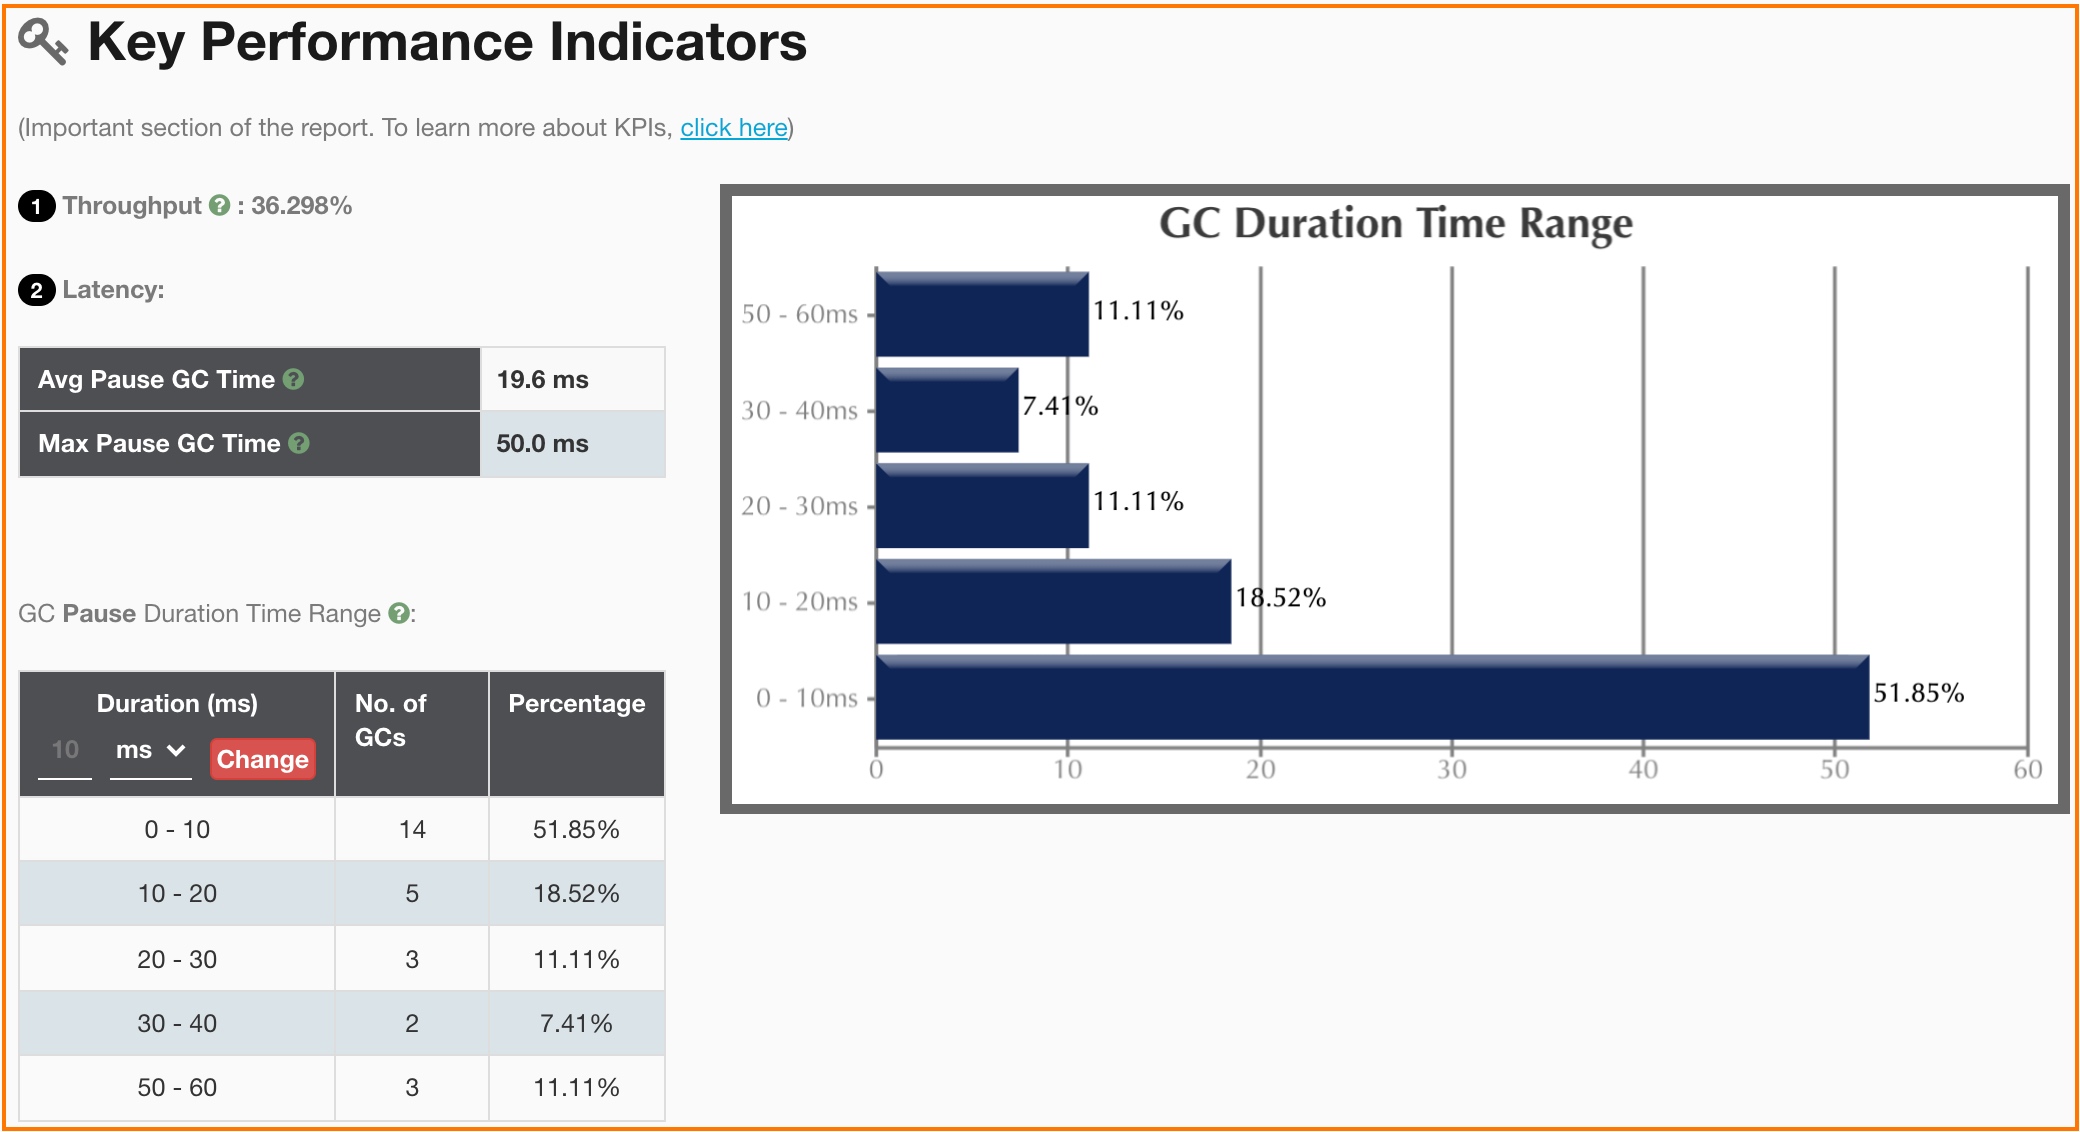 Key Performance Indicators
(Important section of the report. To learn more about KPIs, click here)
1 Throughput ? : 36.298%
2 Latency:
Avg Pause GC Time ? 19.6 ms
Max Pause GC Time ? 50.0 ms
GC Pause Duration Time Range ?:
Duration (ms) No. of GCs Percentage
10 ms Change
0 - 10 14 51.85%
10 - 20 5 18.52%
20 - 30 3 11.11%
30 - 40 2 7.41%
50 - 60 3 11.11%
GC Duration Time Range
50 - 60ms 11.11%
30 - 40ms 7.41%
20 - 30ms 11.11%
10 - 20ms 18.52%
0 - 10ms 51.85%
0 10 20 30 40 50 60